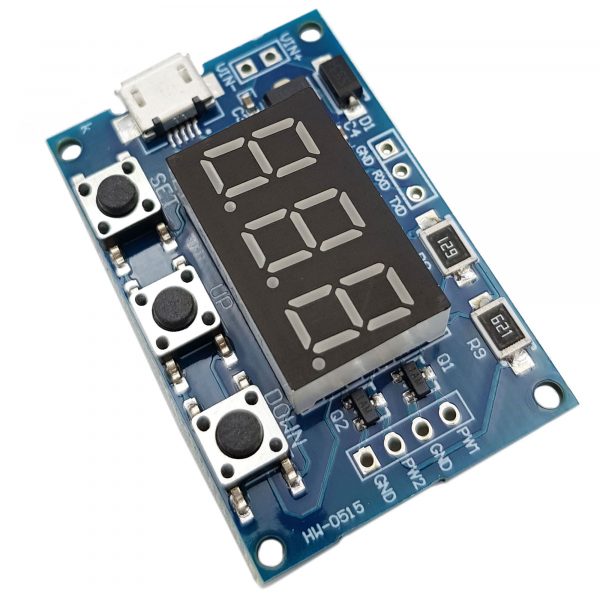 VIN-
VIN+
k
C4
D1
GND
RXD
TXD
SET
UP
DOWN
129
621
R9
Q1
Q2
PW1
GND
PW2
GND
HW-0515